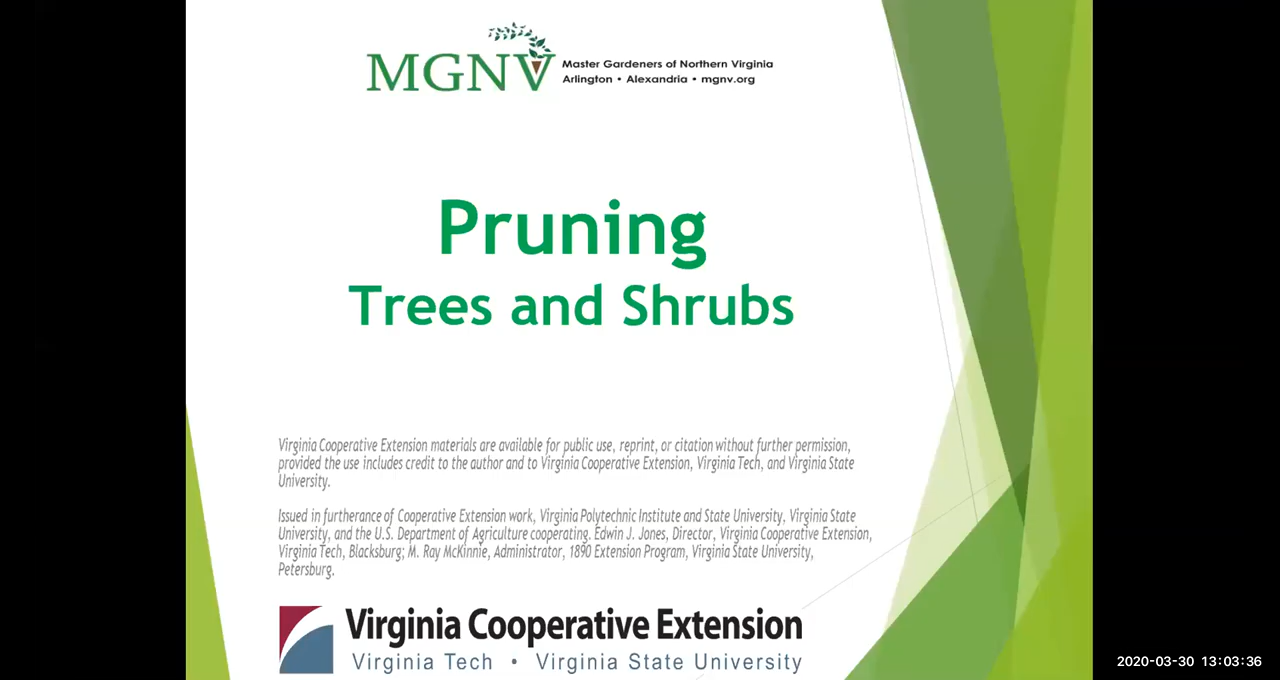 MGNV
Master Gardeners of Northern Virginia
Arlington • Alexandria • mgnv.org
Pruning
Trees and Shrubs
Virginia Cooperative Extension materials are available for public use, reprint, or citation without further permission,
provided the use includes credit to the author and to Virginia Cooperative Extension, Virginia Tech, and Virginia State
University.
Issued in furtherance of Cooperative Extension work, Virginia Polytechnic Institute and State University, Virginia State
University, and the U.S. Department of Agriculture cooperating. Edwin J. Jones, Director, Virginia Cooperative Extension,
Virginia Tech, Blacksburg; M. Ray McKinnie, Administrator, 1890 Extension Program, Virginia State University,
Petersburg.
Virginia Cooperative Extension
Virginia Tech • Virginia State University
2020-03-30 13:03:36